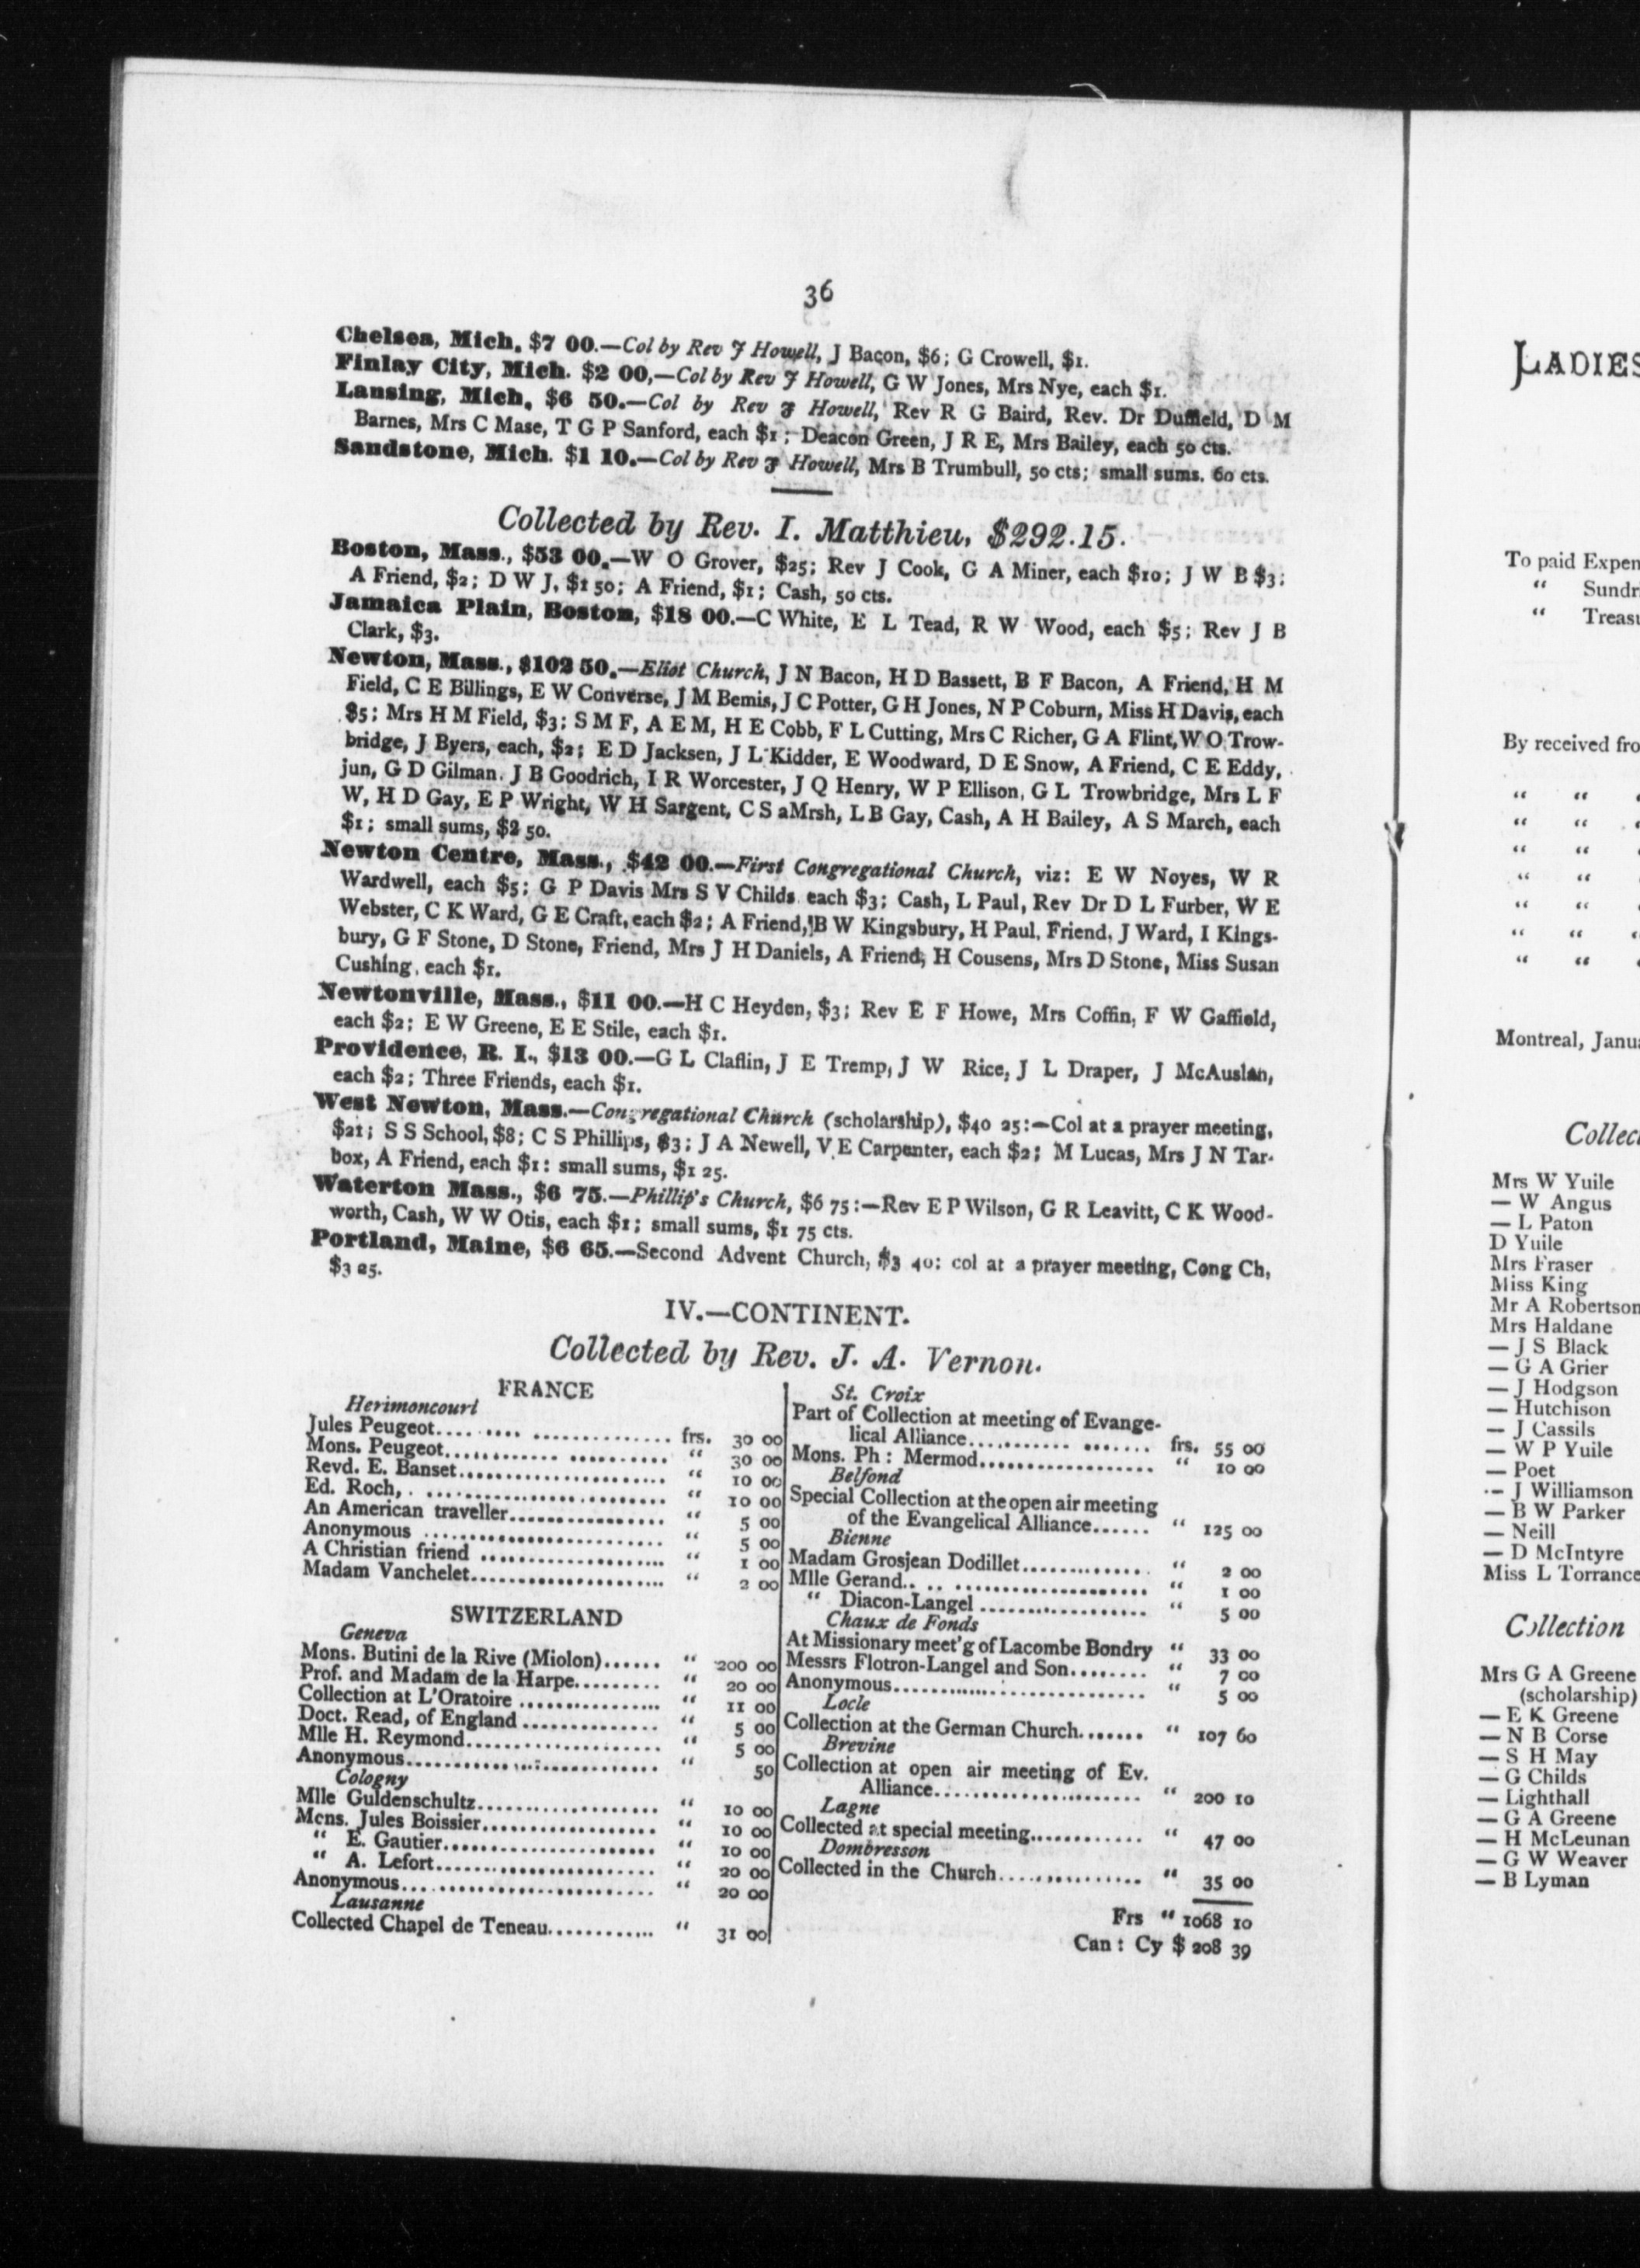 36
Chelsea, Mich. $7 00.—Col by Rev J Howell, J Bacon, $6; G Crowell, $1.
Finlay City, Mich. $2 00,—Col by Rev J Howell, G W Jones, Mrs Nye, each $1.
Lansing, Mich. $6 50.—Col by Rev J Howell, Rev R G Baird, Rev. Dr Duffield, D M
Barnes, Mrs C Mase, T G P Sanford, each $1; Deacon Green, J R E, Mrs Bailey, each 50 cts.
Sandstone, Mich. $1 10.—Col by Rev J Howell, Mrs B Trumbull, 50 cts; small sums. 60 cts.
Collected by Rev. I. Matthieu, $292.15.
Boston, Mass., $53 00.—W O Grover, $25; Rev J Cook, G A Miner, each $10; J W B $3;
A Friend, $2; D W J, $1 50; A Friend, $1; Cash, 50 cts.
Jamaica Plain, Boston, $18 00.—C White, E L Tead, R W Wood, each $5; Rev J B
Clark, $3.
Newton, Mass., $102 50.—Eliot Church, J N Bacon, H D Bassett, B F Bacon, A Friend, H M
Field, C E Billings, E W Converse, J M Bemis, J C Potter, G H Jones, N P Coburn, Miss H Davis, each
$5; Mrs H M Field, $3; S M F, A E M, H E Cobb, F L Cutting, Mrs C Richer, G A Flint, W O Trow-
bridge, J Byers, each, $2; E D Jacksen, J L Kidder, E Woodward, D E Snow, A Friend, C E Eddy,
jun, G D Gilman, J B Goodrich, I R Worcester, J Q Henry, W P Ellison, G L Trowbridge, Mrs L F
W, H D Gay, E P Wright, W H Sargent, C S aMrsh, L B Gay, Cash, A H Bailey, A S March, each
$1; small sums, $2 50.
Newton Centre, Mass., $42 00.—First Congregational Church, viz: E W Noyes, W R
Wardwell, each $5; G P Davis Mrs S V Childs each $3; Cash, L Paul, Rev Dr D L Furber, W E
Webster, C K Ward, G E Craft, each $2; A Friend, B W Kingsbury, H Paul, Friend, J Ward, I Kings-
bury, G F Stone, D Stone, Friend, Mrs J H Daniels, A Friend, H Cousens, Mrs D Stone, Miss Susan
Cushing, each $1.
Newtonville, Mass., $11 00.—H C Heyden, $3; Rev E F Howe, Mrs Coffin, F W Gaffield,
each $2; E W Greene, E E Stile, each $1.
Providence, R. I., $13 00.—G L Claflin, J E Tremp, J W Rice, J L Draper, J McAuslan,
each $2; Three Friends, each $1.
West Newton, Mass.—Congregational Church (scholarship), $40 25:—Col at a prayer meeting,
$21; S S School, $8; C S Phillips, $3; J A Newell, V E Carpenter, each $2; M Lucas, Mrs J N Tar-
box, A Friend, each $1: small sums, $1 25.
Waterton Mass., $6 75.—Phillip's Church, $6 75:—Rev E P Wilson, G R Leavitt, C K Wood-
worth, Cash, W W Otis, each $1; small sums, $1 75 cts.
Portland, Maine, $6 65.—Second Advent Church, $3 40: col at a prayer meeting, Cong Ch,
$3 25.
IV.—CONTINENT.
Collected by Rev. J. A. Vernon.
FRANCE
Herimoncourt
Jules Peugeot.... frs. 30 00
Mons. Peugeot.... " 30 00
Revd. E. Banset.... " 10 00
Ed. Roch, .... " 10 00
An American traveller.... " 5 00
Anonymous .... " 5 00
A Christian friend .... " 1 00
Madam Vanchelet.... " 2 00
SWITZERLAND
Geneva
Mons. Butini de la Rive (Miolon)...... " 200 00
Prof. and Madam de la Harpe......... " 20 00
Collection at L'Oratoire .... " 11 00
Doct. Read, of England .... " 5 00
Mlle H. Reymond.... " 5 00
Anonymous.... " 50
Cologny
Mlle Guldenschultz.... " 10 00
Mons. Jules Boissier.... " 10 00
" E. Gautier.... " 10 00
" A. Lefort.... " 20 00
Anonymous.... " 20 00
Lausanne
Collected Chapel de Teneau.... " 31 00
St. Croix
Part of Collection at meeting of Evange-
lical Alliance.... frs. 55 00
Mons. Ph: Mermod.... " 10 00
Belfond
Special Collection at the open air meeting
of the Evangelical Alliance...... " 125 00
Bienne
Madam Grosjean Dodillet.... " 2 00
Mlle Gerand.... " 1 00
" Diacon-Langel .... " 5 00
Chaux de Fonds
At Missionary meet'g of Lacombe Bondry " 33 00
Messrs Flotron-Langel and Son........ " 7 00
Anonymous.... " 5 00
Locle
Collection at the German Church....... " 107 60
Brevine
Collection at open air meeting of Ev.
Alliance.... " 200 10
Lagne
Collected at special meeting.... " 47 00
Dombresson
Collected in the Church.... " 35 00
Frs " 1068 10
Can: Cy $ 208 39
LADIES
To paid Expen
" Sundr
" Treasu
By received fro
" "
" "
" "
" "
" "
" "
" "
Montreal, Janua
Collec
Mrs W Yuile
— W Angus
— L Paton
D Yuile
Mrs Fraser
Miss King
Mr A Robertson
Mrs Haldane
— J S Black
— G A Grier
— J Hodgson
— Hutchison
— J Cassils
— W P Yuile
— Poet
— J Williamson
— B W Parker
— Neill
— D McIntyre
Miss L Torrance
Collection
Mrs G A Greene
(scholarship)
— E K Greene
— N B Corse
— S H May
— G Childs
— Lighthall
— G A Greene
— H McLeunan
— G W Weaver
— B Lyman